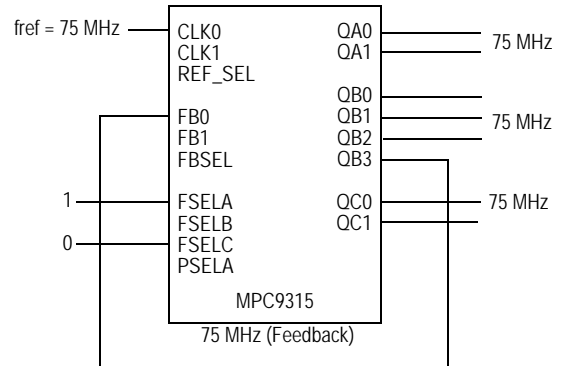 fref = 75 MHz
CLK0
CLK1
REF_SEL
FB0
FB1
FBSEL
1
FSELA
FSELB
0
FSELC
PSELA
QA0
QA1
75 MHz
QB0
QB1
QB2
75 MHz
QB3
QC0
75 MHz
QC1
MPC9315
75 MHz (Feedback)